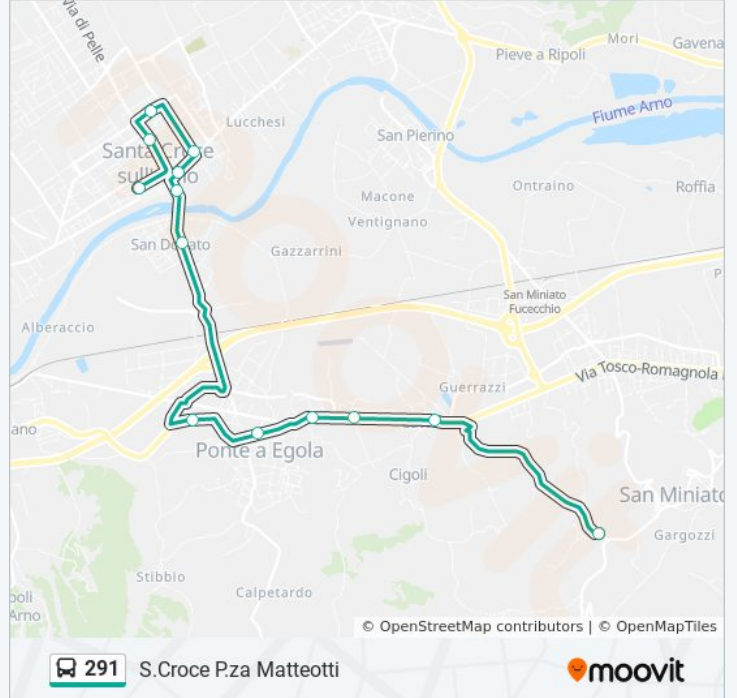 Via di Pelle
Mori
Gavena
Pieve a Ripoli
Fiume Arno
Lucchesi
San Pierino
Santa Croce
sull'Arno
Ontraino
Roffia
Macone
Ventignano
San Donato
Gazzarrini
P
San Miniato
Fucecchio
Alberaccio
Via Tosco-Romagnola
Guerrazzi
ano
Ponte a Egola
Cigoli
San Miniato
Gargozzi
Stibbio
Calpetardo
poli
Arno
© OpenStreetMap contributors | © OpenMapTiles
291 S.Croce P.za Matteotti
moovit